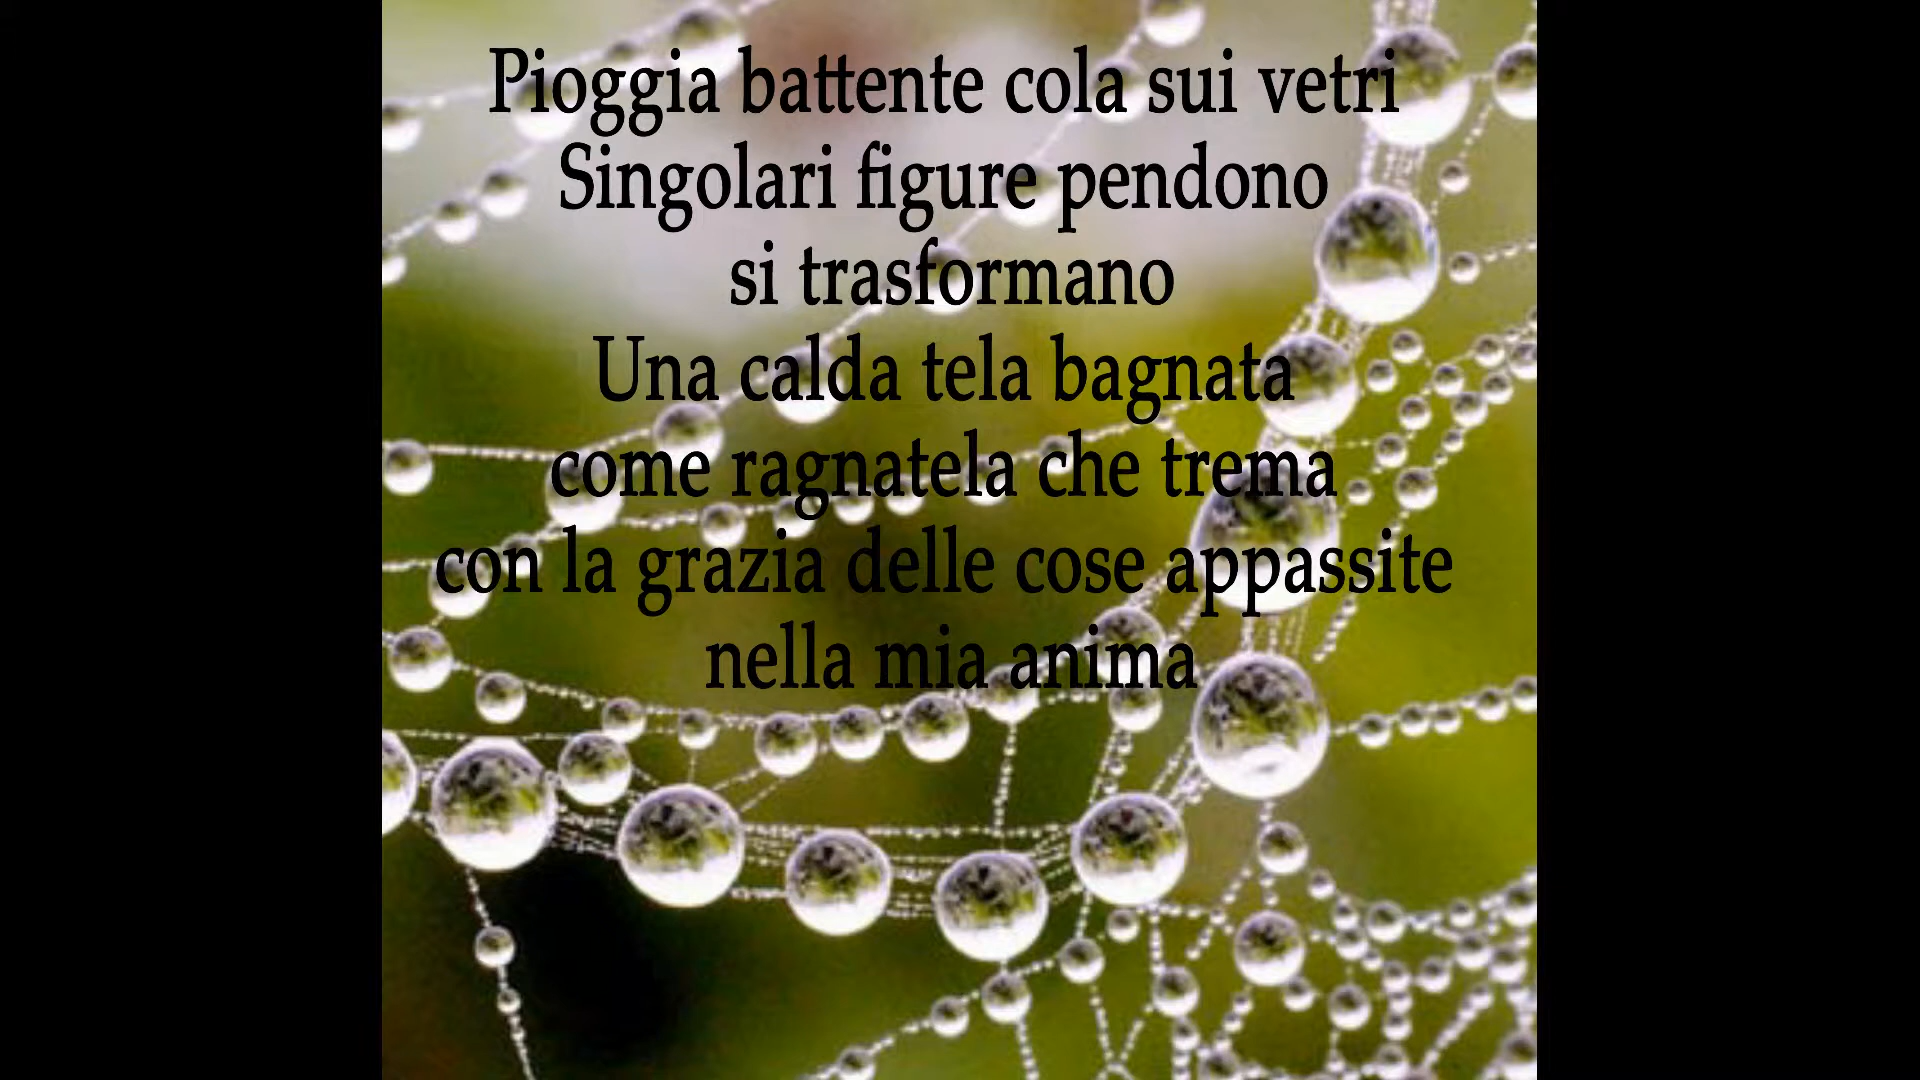 Pioggia battente cola sui vetri
Singolari figure pendono
si trasformano
Una calda tela bagnata
come ragnatela che trema
con la grazia delle cose appassite
nella mia anima